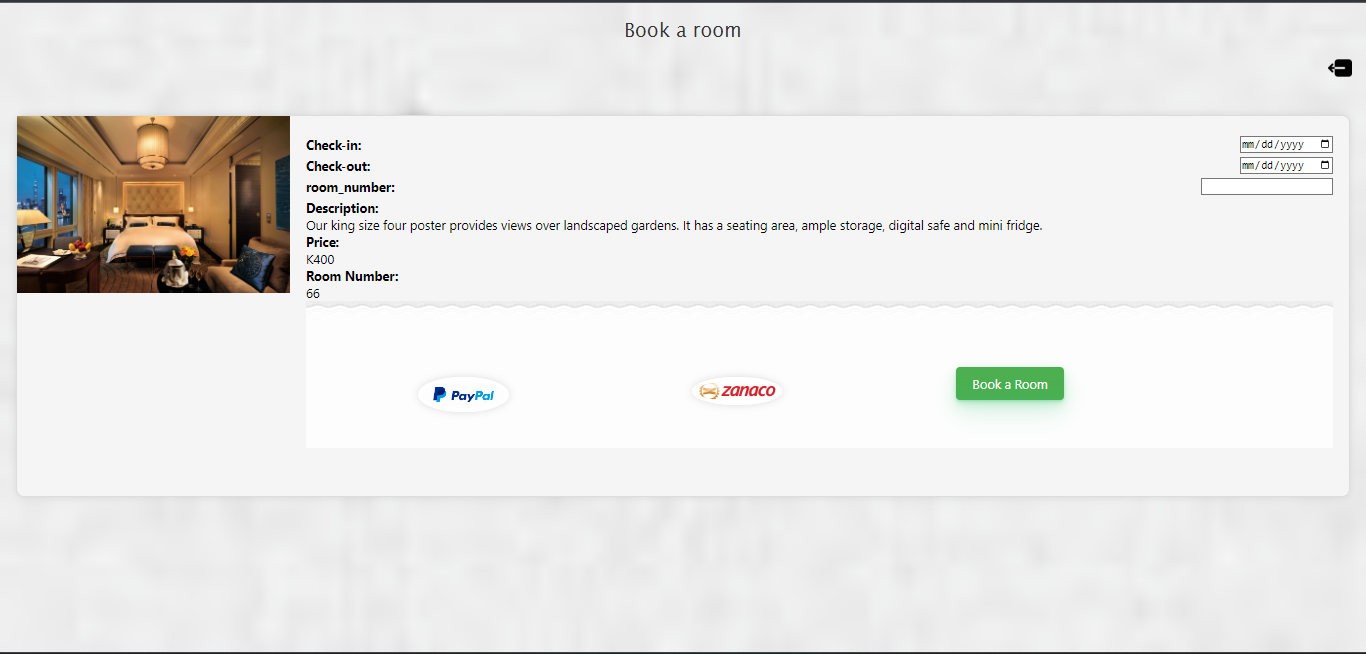 Book a room
Check-in: mm/dd/yyyy
Check-out: mm/dd/yyyy
room_number:
Description:
Our king size four poster provides views over landscaped gardens. It has a seating area, ample storage, digital safe and mini fridge.
Price:
K400
Room Number:
66
PayPal zanaco Book a Room